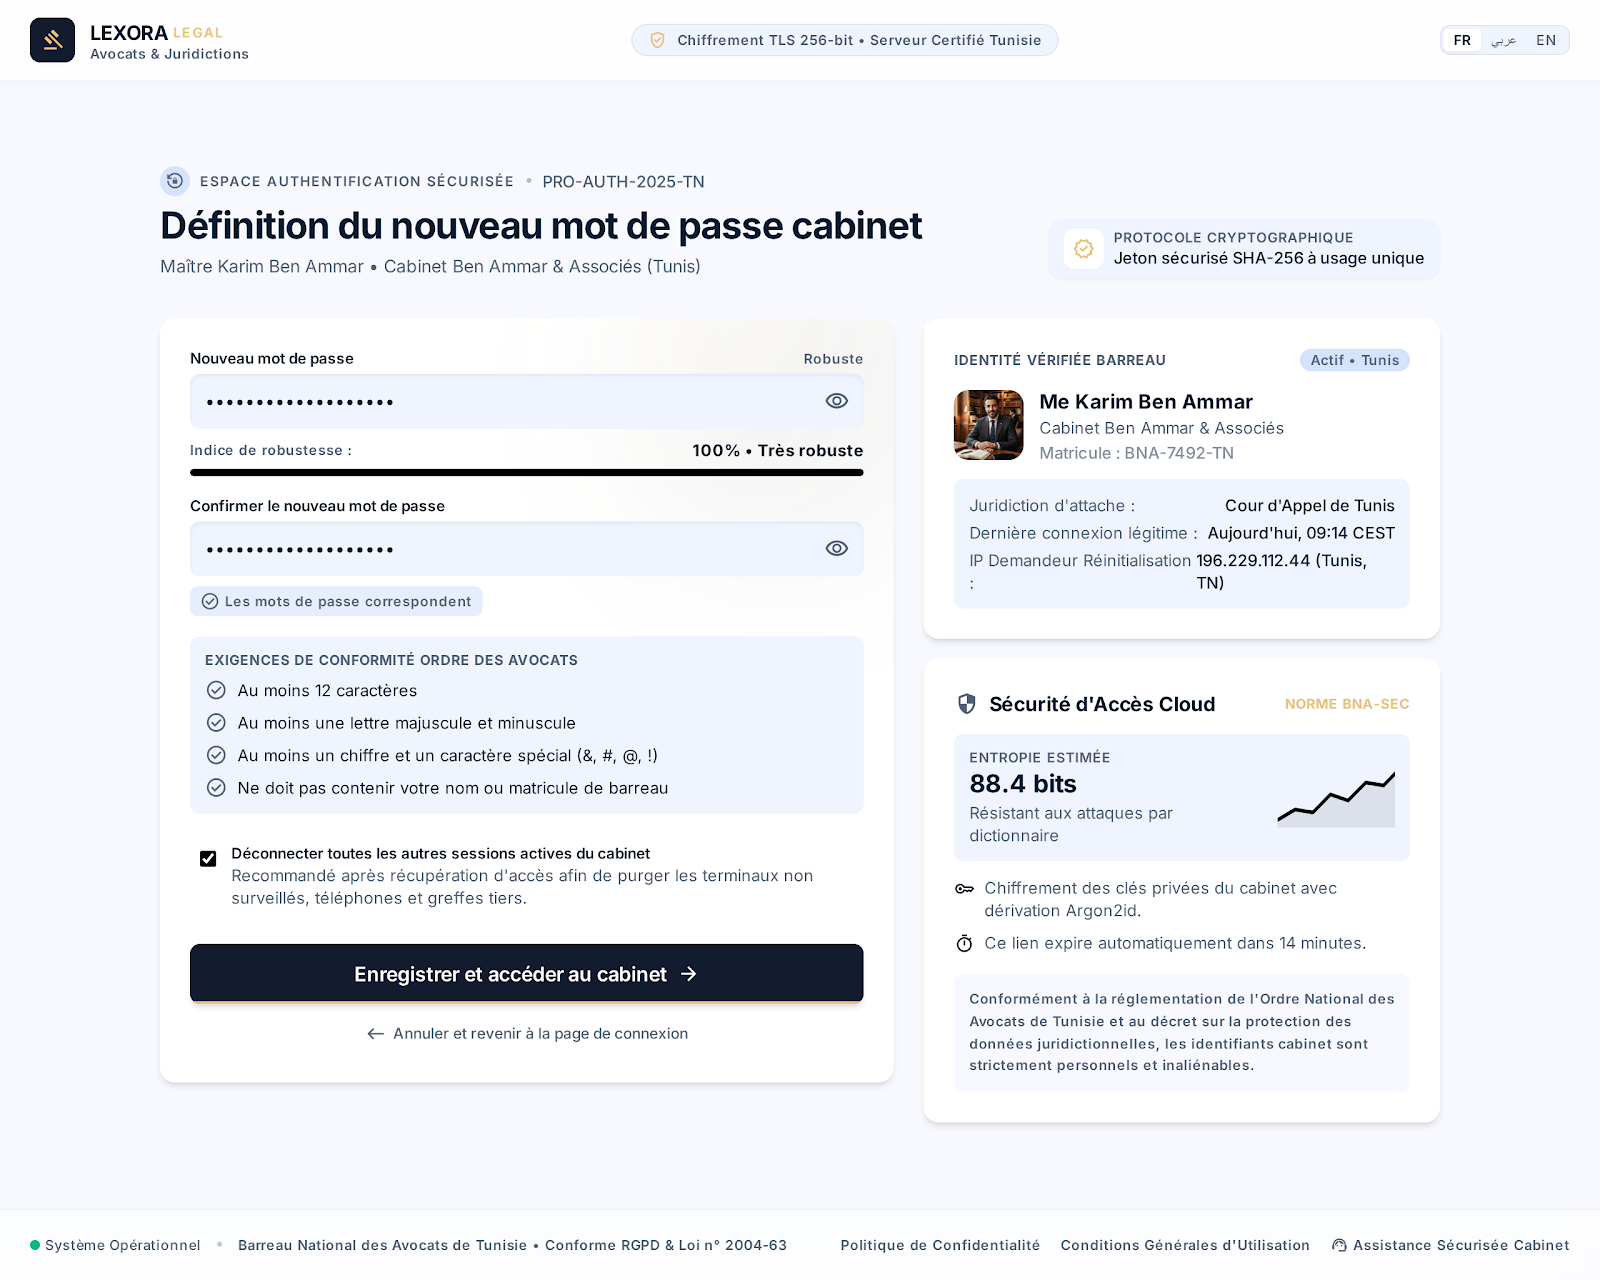 LEXORA LEGAL
Avocats & Juridictions
Chiffrement TLS 256-bit • Serveur Certifié Tunisie
FR عربي EN
ESPACE AUTHENTIFICATION SÉCURISÉE • PRO-AUTH-2025-TN
Définition du nouveau mot de passe cabinet
Maître Karim Ben Ammar • Cabinet Ben Ammar & Associés (Tunis)
PROTOCOLE CRYPTOGRAPHIQUE
Jeton sécurisé SHA-256 à usage unique
Nouveau mot de passe
Robuste
•••••••••••••••••••
Indice de robustesse :
100% • Très robuste
Confirmer le nouveau mot de passe
•••••••••••••••••••
Les mots de passe correspondent
EXIGENCES DE CONFORMITÉ ORDRE DES AVOCATS
Au moins 12 caractères
Au moins une lettre majuscule et minuscule
Au moins un chiffre et un caractère spécial (&, #, @, !)
Ne doit pas contenir votre nom ou matricule de barreau
Déconnecter toutes les autres sessions actives du cabinet
Recommandé après récupération d'accès afin de purger les terminaux non
surveillés, téléphones et greffes tiers.
Enregistrer et accéder au cabinet →
← Annuler et revenir à la page de connexion
IDENTITÉ VÉRIFIÉE BARREAU
Actif • Tunis
Me Karim Ben Ammar
Cabinet Ben Ammar & Associés
Matricule : BNA-7492-TN
Juridiction d'attache : Cour d'Appel de Tunis
Dernière connexion légitime : Aujourd'hui, 09:14 CEST
IP Demandeur Réinitialisation 196.229.112.44 (Tunis,
: TN)
Sécurité d'Accès Cloud
NORME BNA-SEC
ENTROPIE ESTIMÉE
88.4 bits
Résistant aux attaques par
dictionnaire
Chiffrement des clés privées du cabinet avec
dérivation Argon2id.
Ce lien expire automatiquement dans 14 minutes.
Conformément à la réglementation de l'Ordre National des
Avocats de Tunisie et au décret sur la protection des
données juridictionnelles, les identifiants cabinet sont
strictement personnels et inaliénables.
Système Opérationnel • Barreau National des Avocats de Tunisie • Conforme RGPD & Loi n° 2004-63
Politique de Confidentialité Conditions Générales d'Utilisation Assistance Sécurisée Cabinet